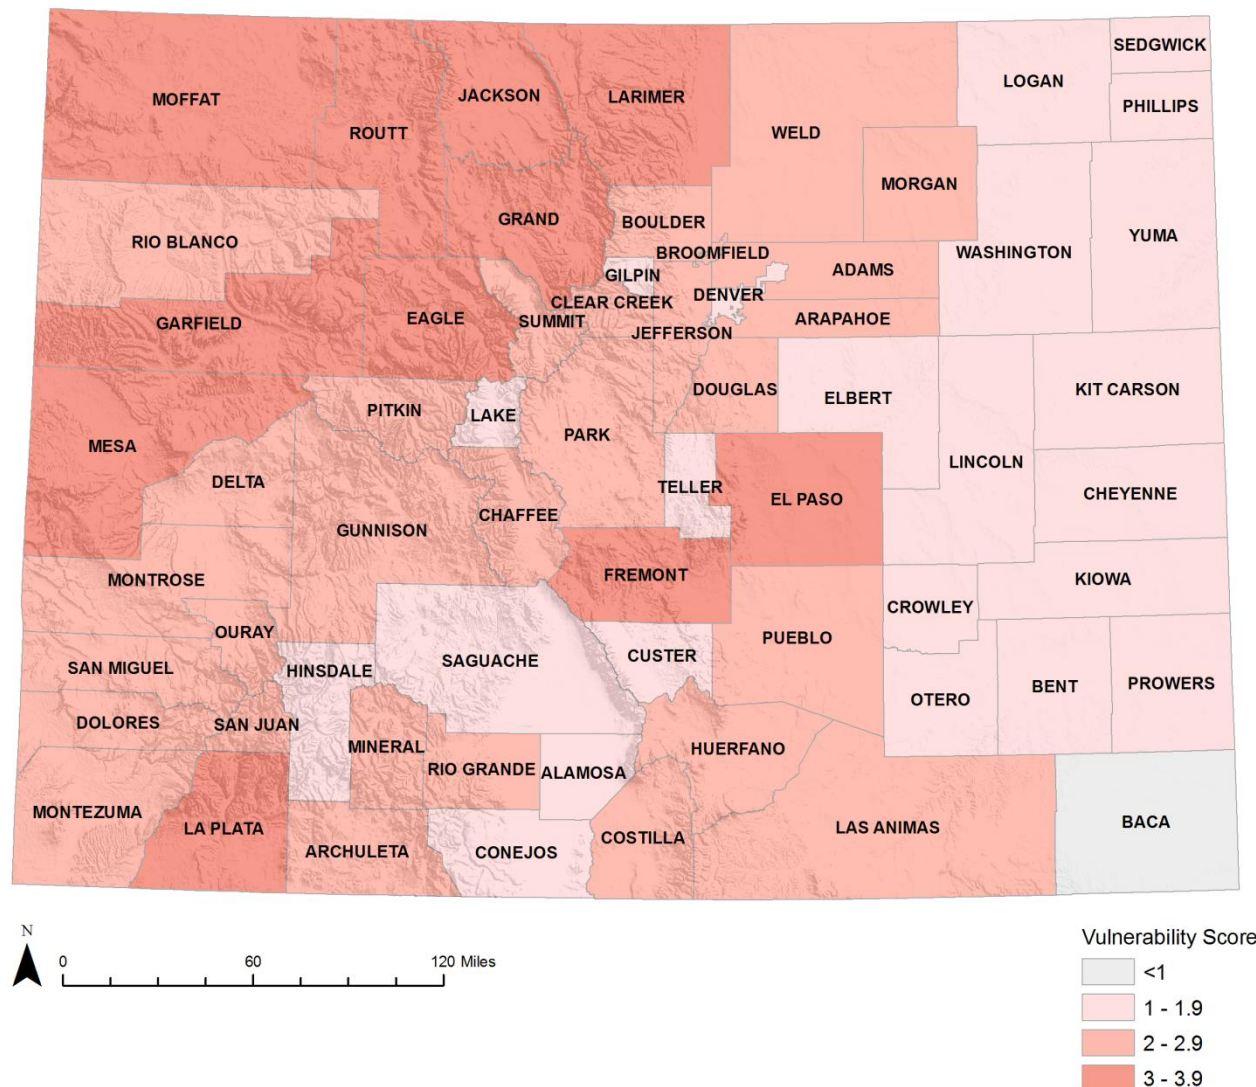 SEDGWICK
LOGAN
MOFFAT
JACKSON
LARIMER
PHILLIPS
ROUTT
WELD
MORGAN
GRAND
BOULDER
RIO BLANCO
YUMA
BROOMFIELD
WASHINGTON
GILPIN
ADAMS
DENVER
CLEAR CREEK
GARFIELD
EAGLE
SUMMIT
ARAPAHOE
JEFFERSON
DOUGLAS
KIT CARSON
PITKIN
ELBERT
LAKE
PARK
MESA
LINCOLN
DELTA
TELLER
CHEYENNE
EL PASO
CHAFFEE
GUNNISON
FREMONT
MONTROSE
KIOWA
CROWLEY
OURAY
PUEBLO
CUSTER
SAGUACHE
SAN MIGUEL
HINSDALE
PROWERS
BENT
OTERO
DOLORES
SAN JUAN
MINERAL
HUERFANO
RIO GRANDE
ALAMOSA
MONTEZUMA
BACA
LA PLATA
LAS ANIMAS
COSTILLA
ARCHULETA
CONEJOS
N
0 60 120 Miles
Vulnerability Score
<1
1 - 1.9
2 - 2.9
3 - 3.9